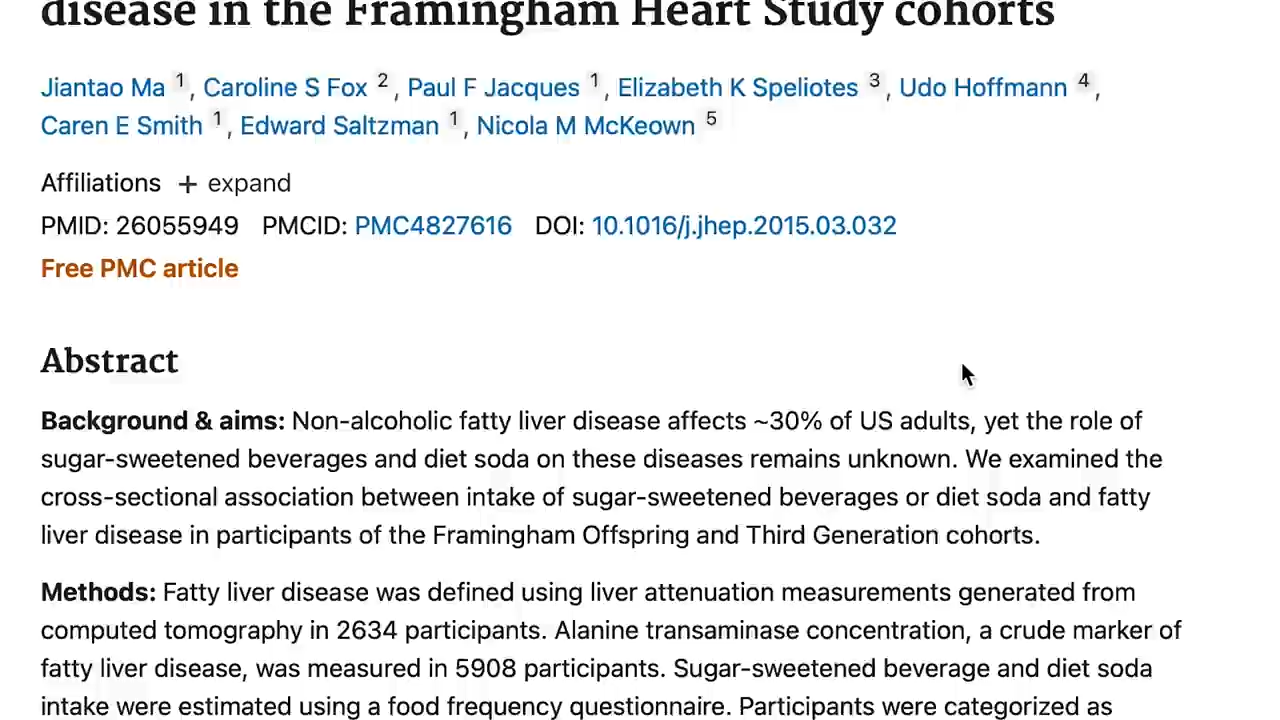 disease in the Framingham Heart Study cohorts
Jiantao Ma 1, Caroline S Fox 2, Paul F Jacques 1, Elizabeth K Speliotes 3, Udo Hoffmann 4,
Caren E Smith 1, Edward Saltzman 1, Nicola M McKeown 5
Affiliations + expand
PMID: 26055949 PMCID: PMC4827616 DOI: 10.1016/j.jhep.2015.03.032
Free PMC article
Abstract
Background & aims: Non-alcoholic fatty liver disease affects ~30% of US adults, yet the role of
sugar-sweetened beverages and diet soda on these diseases remains unknown. We examined the
cross-sectional association between intake of sugar-sweetened beverages or diet soda and fatty
liver disease in participants of the Framingham Offspring and Third Generation cohorts.
Methods: Fatty liver disease was defined using liver attenuation measurements generated from
computed tomography in 2634 participants. Alanine transaminase concentration, a crude marker of
fatty liver disease, was measured in 5908 participants. Sugar-sweetened beverage and diet soda
intake were estimated using a food frequency questionnaire. Participants were categorized as